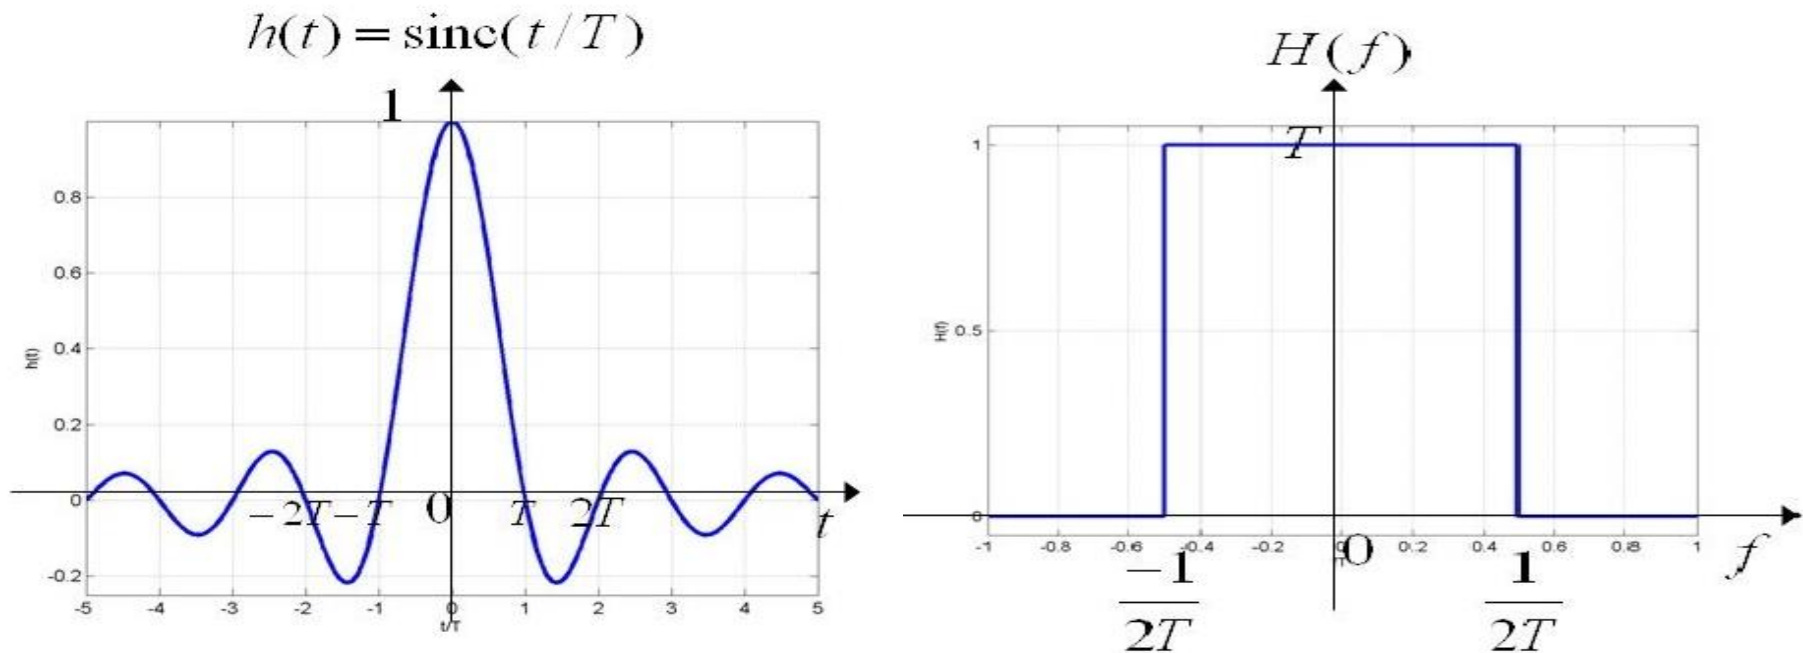 h(t) = sinc(t / T)
1
0.8
0.6
0.4
0.2
0
-0.2
h(t)
-2T -T 0 T 2T t
-5 -4 -3 -2 -1 0 1 2 3 4 5
t/T
H(f)
T
1
0.5
0
H(f)
-1 -0.8 -0.6 -0.4 -0.2 0 0.2 0.4 0.6 0.8 1
0 f
-1/2T 1/2T